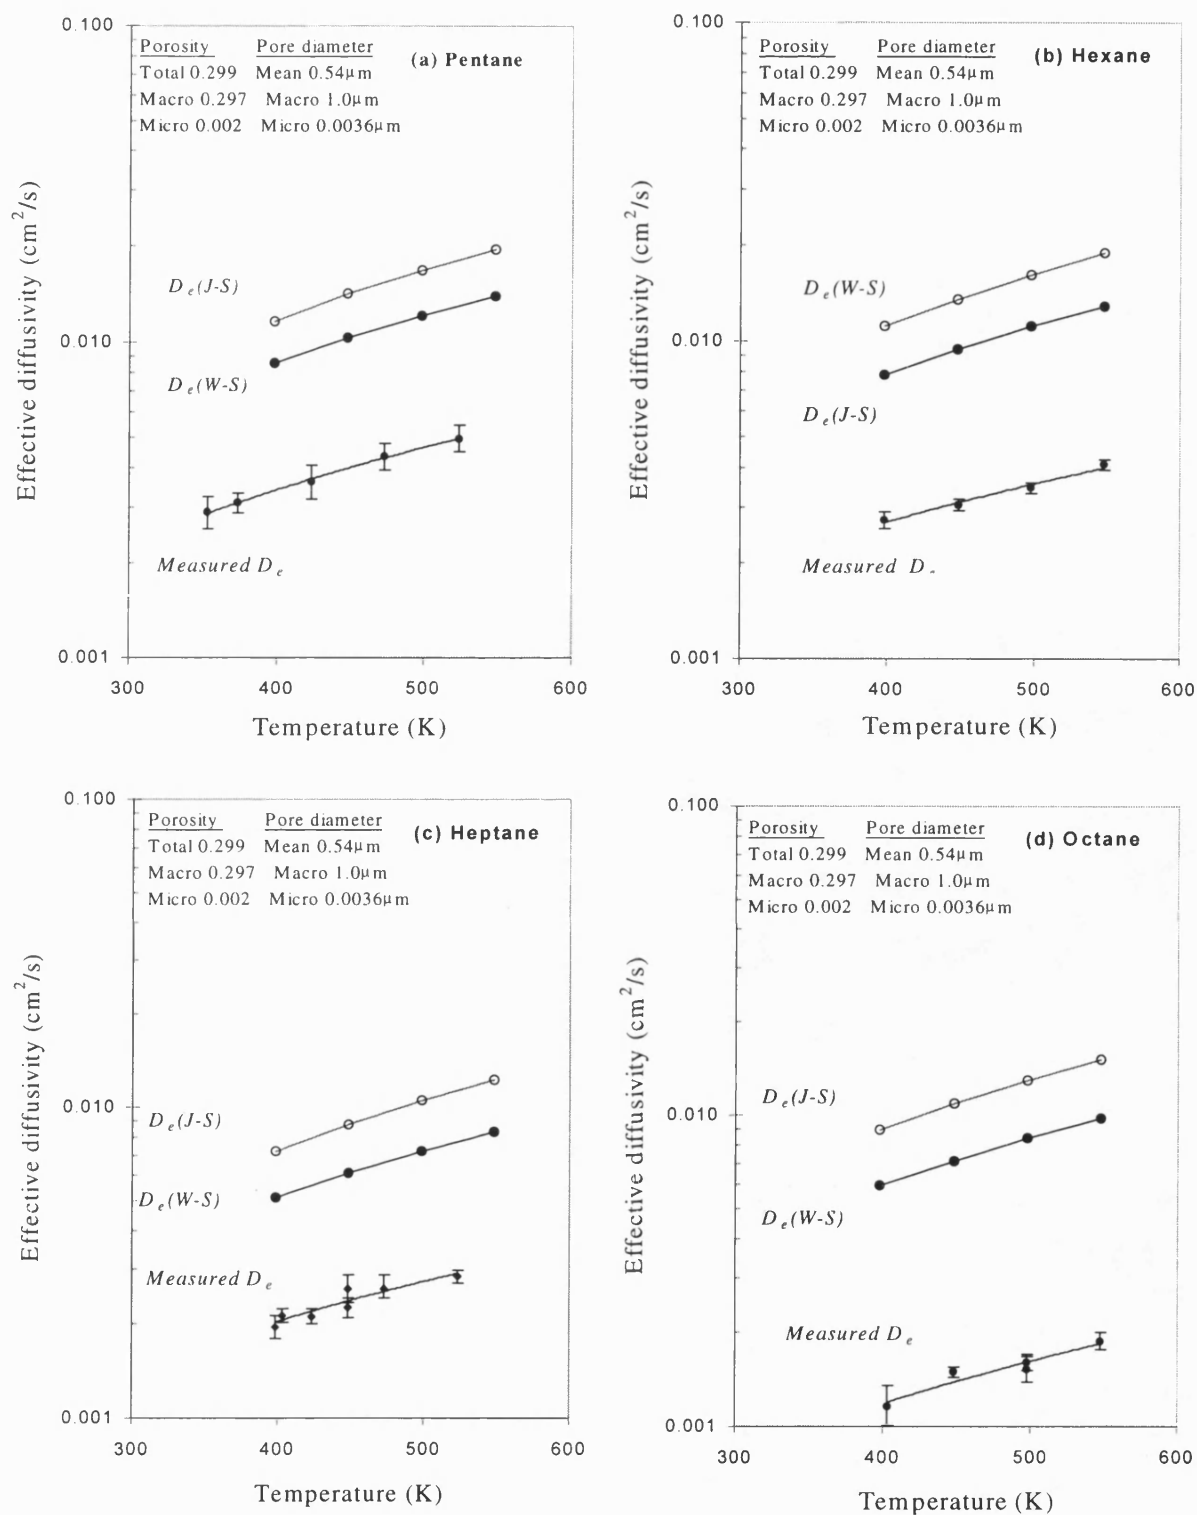 0.100
Porosity Pore diameter
(a) Pentane
Total 0.299 Mean 0.54µm
Macro 0.297 Macro 1.0µm
Micro 0.002 Micro 0.0036µm
Effective diffusivity (cm²/s)
D e (J-S)
0.010
D e (W-S)
Measured D e
0.001
300 400 500 600
Temperature (K)
0.100
Porosity Pore diameter
(b) Hexane
Total 0.299 Mean 0.54µm
Macro 0.297 Macro 1.0µm
Micro 0.002 Micro 0.0036µm
Effective diffusivity (cm²/s)
D e (W-S)
0.010
D e (J-S)
Measured D
0.001
300 400 500 600
Temperature (K)
0.100
Porosity Pore diameter
(c) Heptane
Total 0.299 Mean 0.54µm
Macro 0.297 Macro 1.0µm
Micro 0.002 Micro 0.0036µm
Effective diffusivity (cm²/s)
0.010
D e (J-S)
D e (W-S)
Measured D e
0.001
300 400 500 600
Temperature (K)
0.100
Porosity Pore diameter
(d) Octane
Total 0.299 Mean 0.54µm
Macro 0.297 Macro 1.0µm
Micro 0.002 Micro 0.0036µm
Effective diffusivity (cm²/s)
D e (J-S)
0.010
D e (W-S)
Measured D e
0.001
300 400 500 600
Temperature (K)